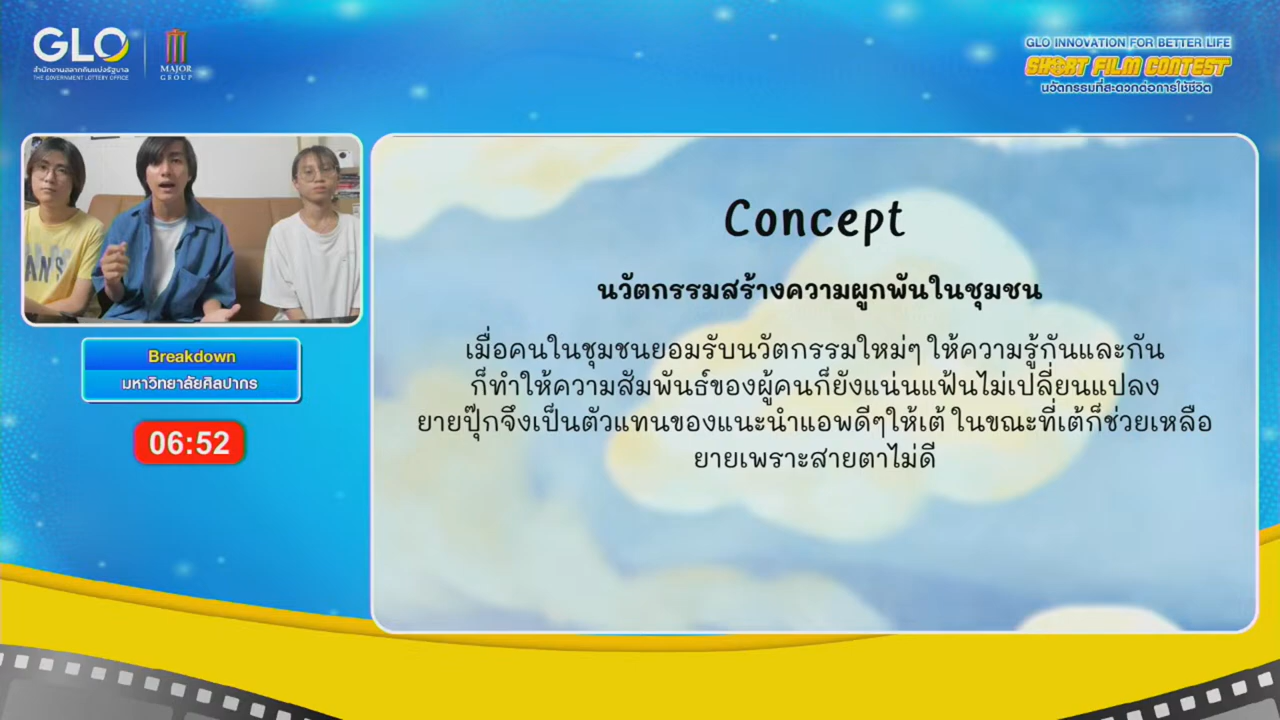 GLO
สำนักงานสลากกินแบ่งรัฐบาล
THE GOVERNMENT LOTTERY OFFICE
MAJOR
GROUP
GLO INNOVATION FOR BETTER LIFE
SHORT FILM CONTEST
นวัตกรรมที่สะดวกต่อการใช้ชีวิต
ANS
Breakdown
มหาวิทยาลัยศิลปากร
06:52
Concept
นวัตกรรมสร้างความผูกพันในชุมชน
เมื่อคนในชุมชนยอมรับนวัตกรรมใหม่ๆ ให้ความรู้กันและกัน
ก็ทำให้ความสัมพันธ์ของผู้คนก็ยังแน่นแฟ้นไม่เปลี่ยนแปลง
ยายปุ๊กจึงเป็นตัวแทนของแนะนำแอพดีๆให้เต้ ในขณะที่เต้ก็ช่วยเหลือ
ยายเพราะสายตาไม่ดี